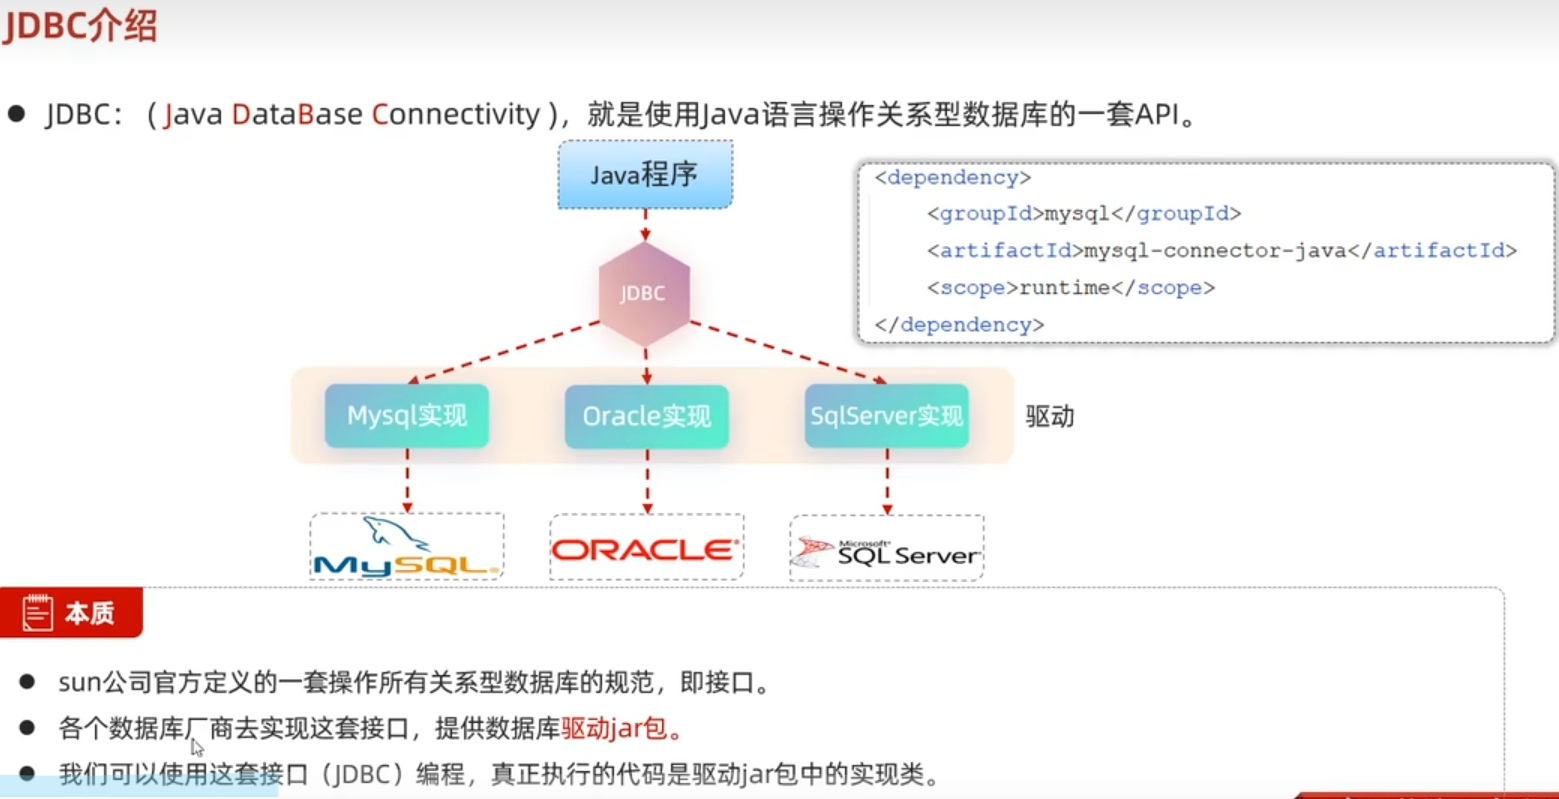 JDBC介绍
JDBC：（Java DataBase Connectivity ），就是使用Java语言操作关系型数据库的一套API。
Java程序
<dependency>
<groupId>mysql</groupId>
<artifactId>mysql-connector-java</artifactId>
<scope>runtime</scope>
</dependency>
JDBC
Mysql实现
Oracle实现
SqlServer实现
驱动
MySQL®
ORACLE®
Microsoft®
SQL Server
本质
sun公司官方定义的一套操作所有关系型数据库的规范，即接口。
各个数据库厂商去实现这套接口，提供数据库驱动jar包。
我们可以使用这套接口（JDBC）编程，真正执行的代码是驱动jar包中的实现类。